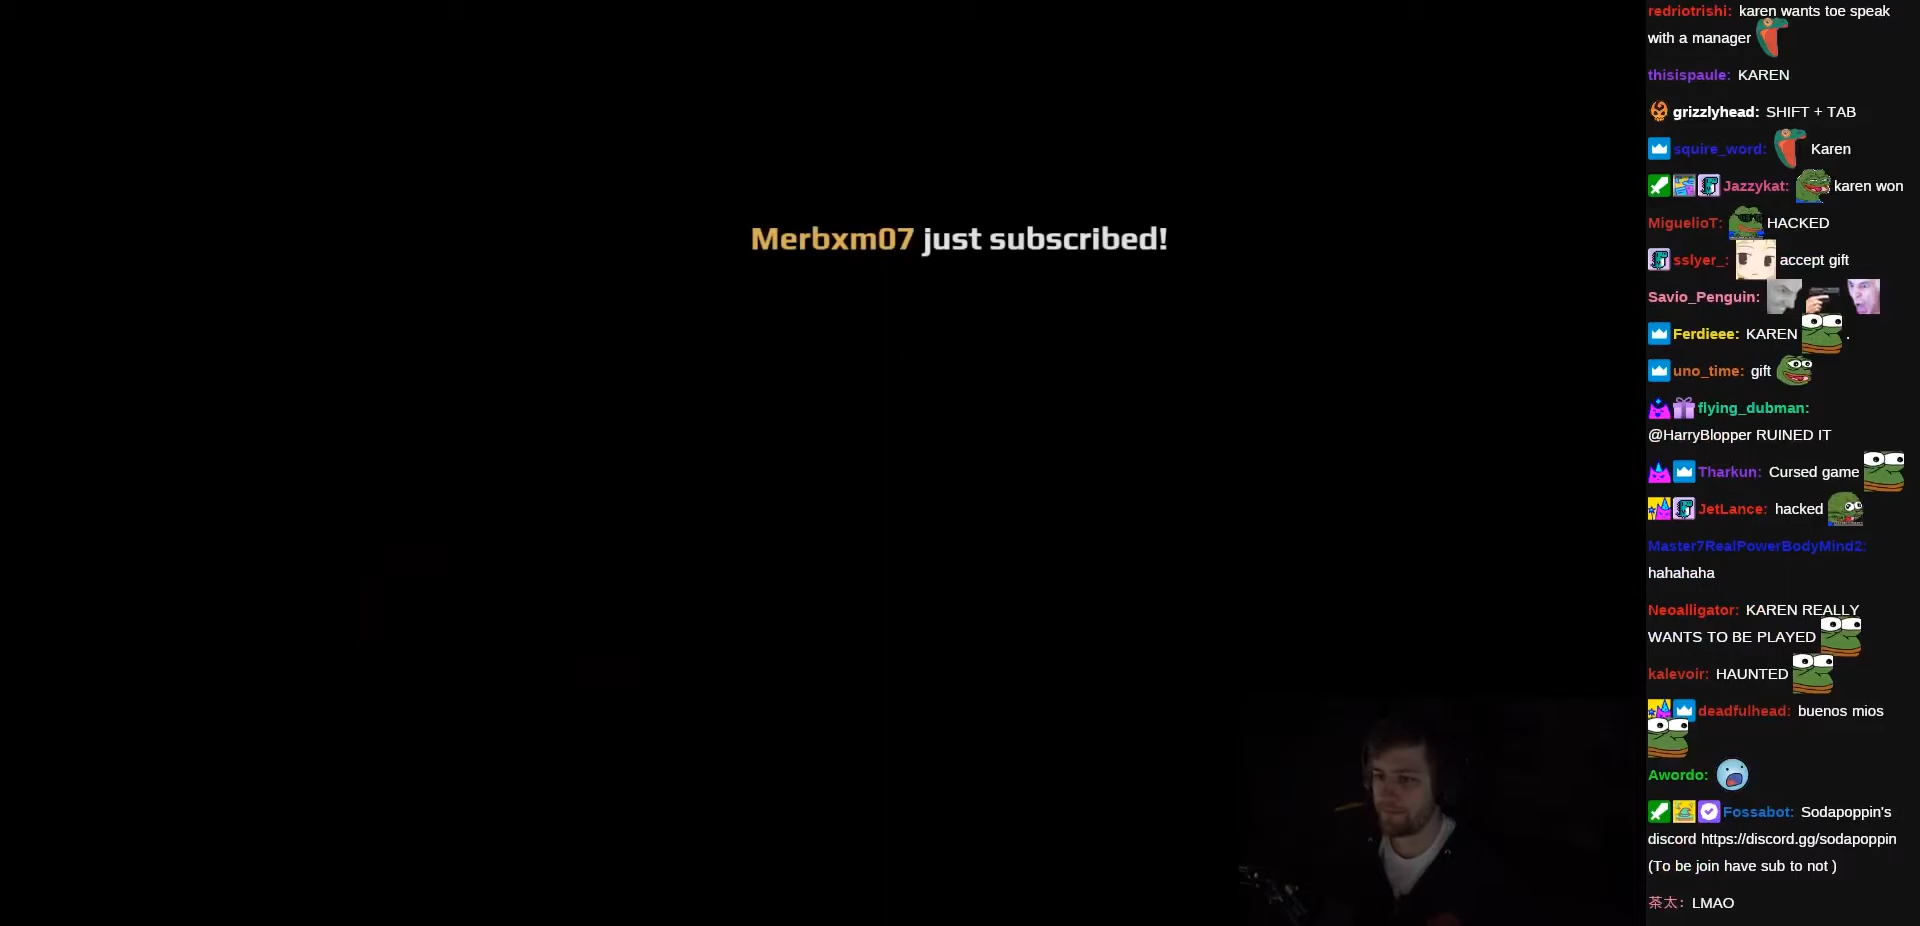 Merbxm07 just subscribed!
redriotrishi: karen wants toe speak
with a manager
thisispaule: KAREN
grizzlyhead: SHIFT + TAB
squire_word: Karen
Jazzykat: karen won
MiguelioT: HACKED
sslyer_: accept gift
Savio_Penguin:
Ferdieee: KAREN .
uno_time: gift
flying_dubman:
@HarryBlopper RUINED IT
Tharkun: Cursed game
JetLance: hacked
Master7RealPowerBodyMind2:
hahahaha
Neoalligator: KAREN REALLY
WANTS TO BE PLAYED
kalevoir: HAUNTED
deadfulhead: buenos mios
Awordo:
Fossabot: Sodapoppin's
discord https://discord.gg/sodapoppin
(To be join have sub to not )
茶太: LMAO